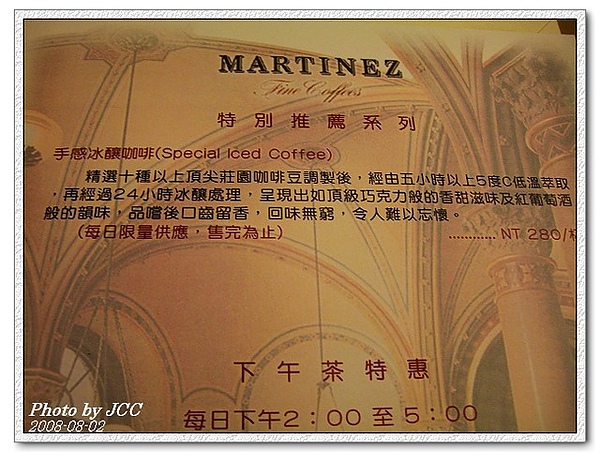 MARTINEZ
Fine Coffees
特別推薦系列
手感冰釀咖啡(Special Iced Coffee)
精選十種以上頂尖莊園咖啡豆調製後，經由五小時以上5度C低溫萃取
，再經過24小時冰釀處理，呈現出如頂級巧克力般的香甜滋味及紅葡萄酒
般的韻味，品嚐後口齒留香，回味無窮，令人難以忘懷。
(每日限量供應，售完為止)
............ NT 280/杯
下午茶特惠
每日下午2：00 至 5：00
Photo by JCC
2008-08-02